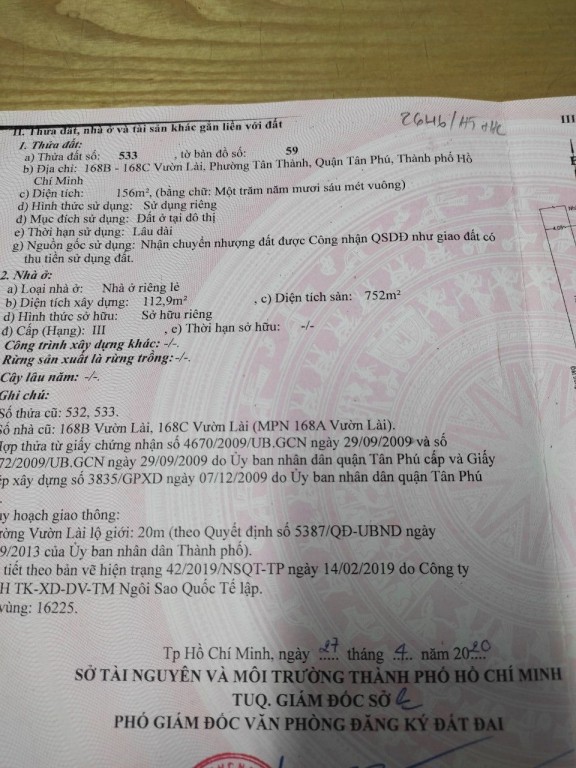 2646/
III
II. Thửa đất, nhà ở và tài sản khác gắn liền với đất
1. Thửa đất:
a) Thửa đất số: 533 , tờ bản đồ số: 59
b) Địa chỉ: 168B - 168C Vườn Lài, Phường Tân Thành, Quận Tân Phú, Thành phố Hồ
Chí Minh
c) Diện tích: 156m², (bằng chữ: Một trăm năm mươi sáu mét vuông)
d) Hình thức sử dụng: Sử dụng riêng
đ) Mục đích sử dụng: Đất ở tại đô thị
e) Thời hạn sử dụng: Lâu dài
g) Nguồn gốc sử dụng: Nhận chuyển nhượng đất được Công nhận QSDĐ như giao đất có
thu tiền sử dụng đất.
2. Nhà ở:
a) Loại nhà ở: Nhà ở riêng lẻ
b) Diện tích xây dựng: 112,9m² , c) Diện tích sàn: 752m²
d) Hình thức sở hữu: Sở hữu riêng
đ) Cấp (Hạng): III , e) Thời hạn sở hữu: -/-
Công trình xây dựng khác: -/-.
Rừng sản xuất là rừng trồng: -/-.
Cây lâu năm: -/-.
Ghi chú:
Số thửa cũ: 532, 533.
Số nhà cũ: 168B Vườn Lài, 168C Vườn Lài (MPN 168A Vườn Lài).
Hợp thửa từ giấy chứng nhận số 4670/2009/UB.GCN ngày 29/09/2009 và số
72/2009/UB.GCN ngày 29/09/2009 do Ủy ban nhân dân quận Tân Phú cấp và Giấy
ép xây dựng số 3835/GPXD ngày 07/12/2009 do Ủy ban nhân dân quận Tân Phú
y hoạch giao thông:
ường Vườn Lài lộ giới: 20m (theo Quyết định số 5387/QĐ-UBND ngày
9/2013 của Ủy ban nhân dân Thành phố).
tiết theo bản vẽ hiện trạng 42/2019/NSQT-TP ngày 14/02/2019 do Công ty
H TK-XD-DV-TM Ngôi Sao Quốc Tế lập.
vùng: 16225.
Tp Hồ Chí Minh, ngày 27 tháng 4 năm 2020
SỞ TÀI NGUYÊN VÀ MÔI TRƯỜNG THÀNH PHỐ HỒ CHÍ MINH
TUQ. GIÁM ĐỐC SỞ
PHÓ GIÁM ĐỐC VĂN PHÒNG ĐĂNG KÝ ĐẤT ĐAI